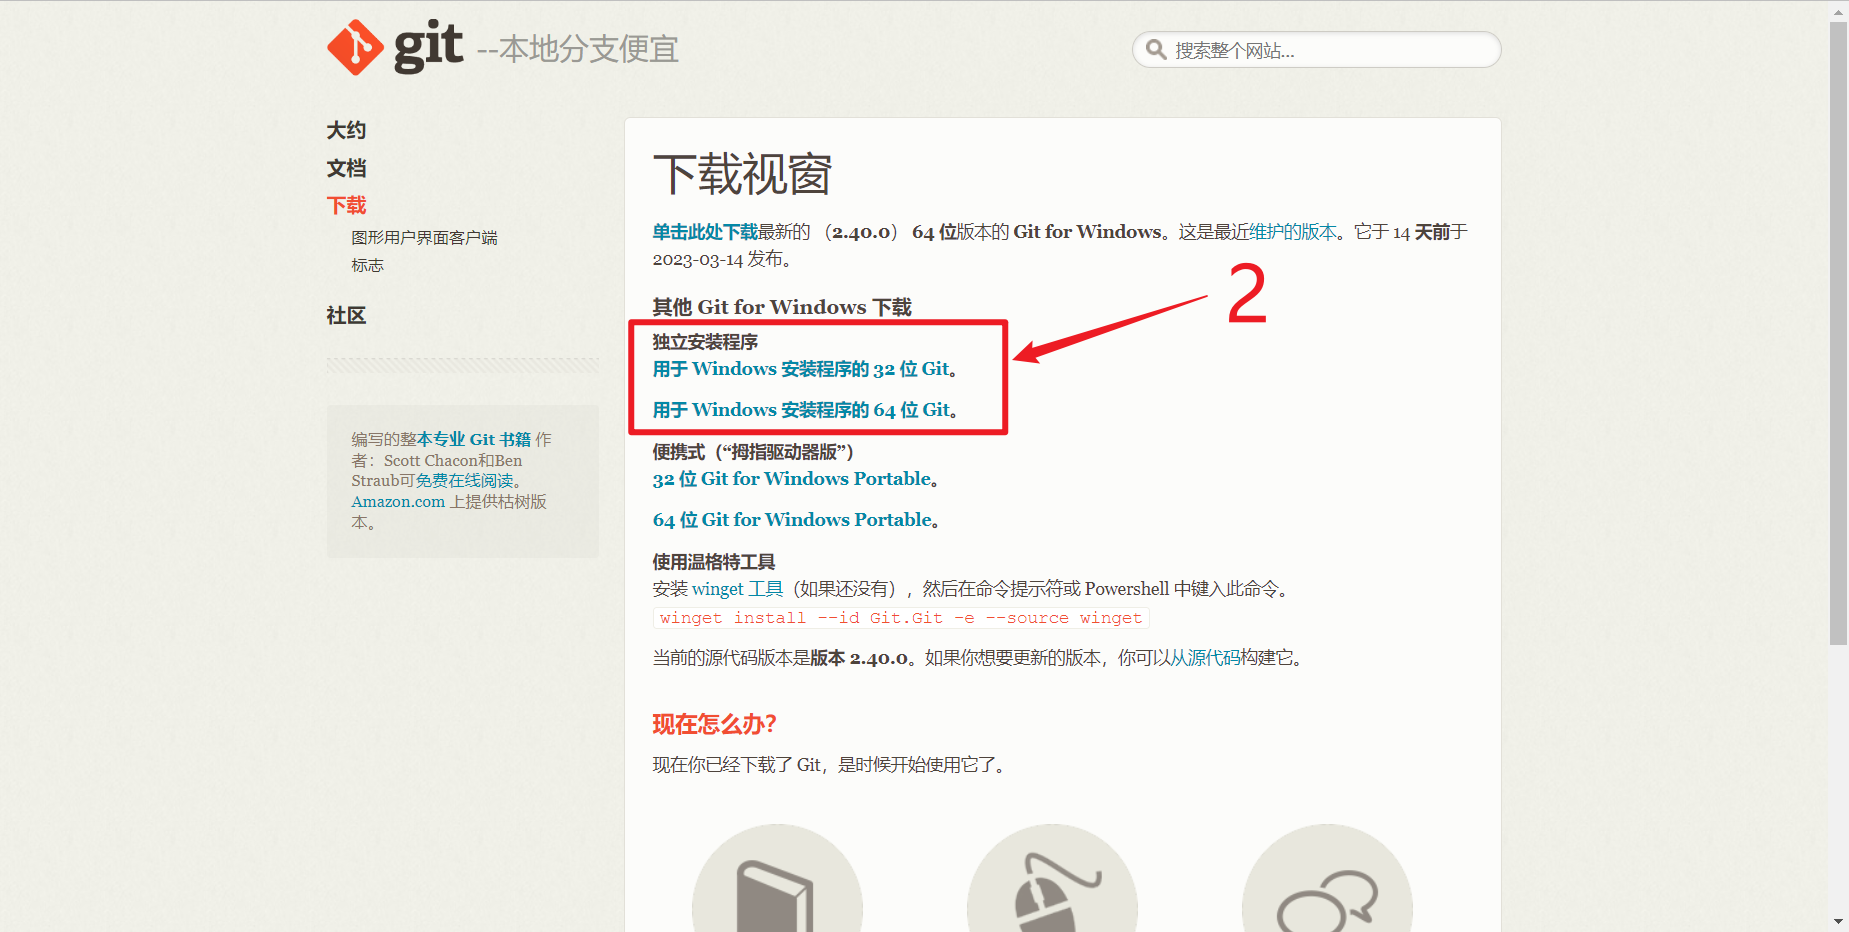 git --本地分支便宜
搜索整个网站...
大约
文档
下载
图形用户界面客户端
标志
社区
编写的整本专业 Git 书籍 作
者：Scott Chacon和Ben
Straub可免费在线阅读。
Amazon.com 上提供枯树版
本。
下载视窗
单击此处下载最新的 （2.40.0） 64 位版本的 Git for Windows。这是最近维护的版本。它于 14 天前于
2023-03-14 发布。
其他 Git for Windows 下载
独立安装程序
用于 Windows 安装程序的 32 位 Git。
用于 Windows 安装程序的 64 位 Git。
2
便携式（“拇指驱动器版”）
32 位 Git for Windows Portable。
64 位 Git for Windows Portable。
使用温格特工具
安装 winget 工具（如果还没有），然后在命令提示符或 Powershell 中键入此命令。
winget install --id Git.Git -e --source winget
当前的源代码版本是版本 2.40.0。如果你想要更新的版本，你可以从源代码构建它。
现在怎么办?
现在你已经下载了 Git，是时候开始使用它了。